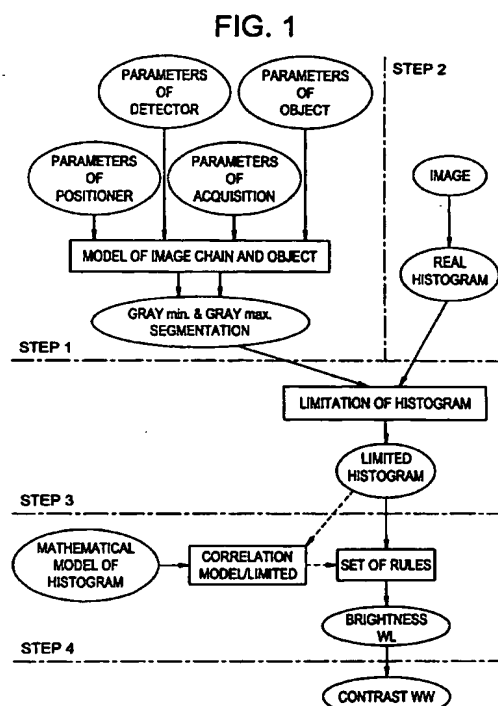 FIG. 1
STEP 2
PARAMETERS
OF
DETECTOR
PARAMETERS
OF
OBJECT
PARAMETERS
OF
POSITIONER
PARAMETERS
OF
ACQUISITION
IMAGE
MODEL OF IMAGE CHAIN AND OBJECT
REAL
HISTOGRAM
GRAY min. & GRAY max.
SEGMENTATION
STEP 1
LIMITATION OF HISTOGRAM
LIMITED
HISTOGRAM
STEP 3
MATHEMATICAL
MODEL OF
HISTOGRAM
CORRELATION
MODEL/LIMITED
SET OF RULES
BRIGHTNESS
WL
STEP 4
CONTRAST WW